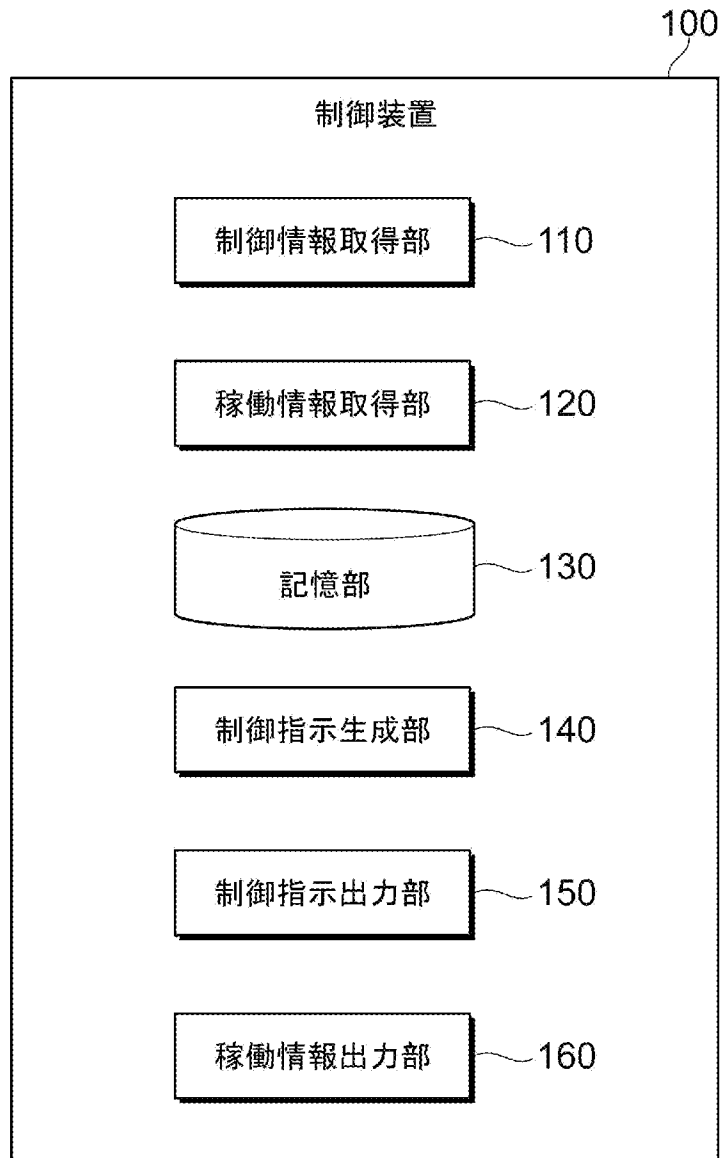 100
制御装置
制御情報取得部 110
稼働情報取得部 120
記憶部 130
制御指示生成部 140
制御指示出力部 150
稼働情報出力部 160